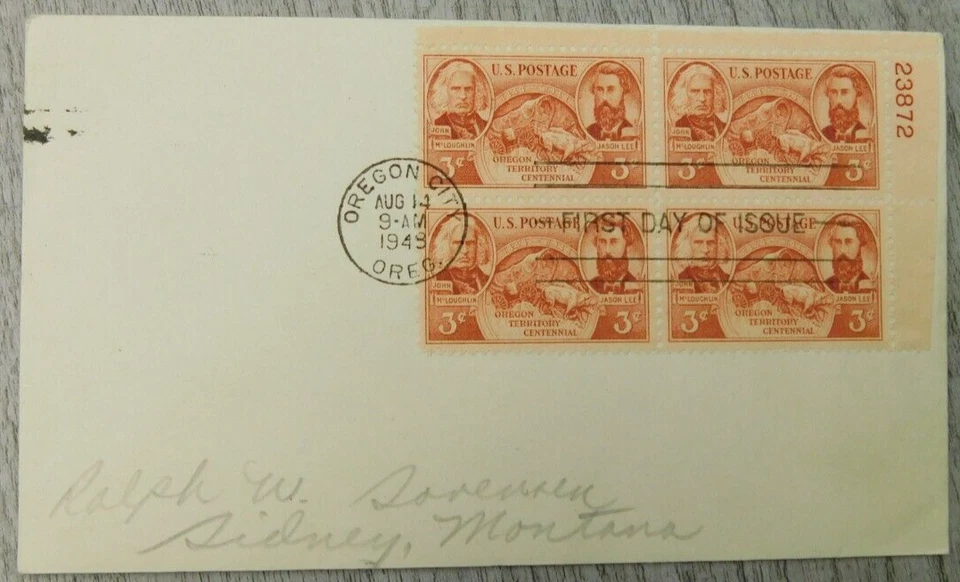 U.S. POSTAGE
JOHN McLOUGHLIN
JASON LEE
3¢ OREGON TERRITORY CENTENNIAL 3¢
U.S. POSTAGE
JOHN McLOUGHLIN
JASON LEE
3¢ OREGON TERRITORY CENTENNIAL 3¢
23872
OREGON CITY
AUG 14
9-AM
1948
OREG.
FIRST DAY OF ISSUE
U.S. POSTAGE
JOHN McLOUGHLIN
JASON LEE
3¢ OREGON TERRITORY CENTENNIAL 3¢
U.S. POSTAGE
JOHN McLOUGHLIN
JASON LEE
3¢ OREGON TERRITORY CENTENNIAL 3¢
Ralph W. Sorensen
Sidney, Montana